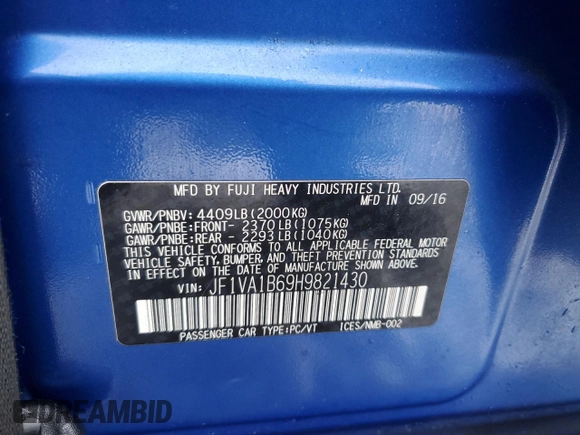 MFD BY FUJI HEAVY INDUSTRIES LTD.
MFD IN 09/16
GVWR/PNBV: 4409LB(2000KG)
GAWR/PNBE:FRONT- 2370LB(1075KG)
GAWR/PNBE:REAR - 2293LB(1040KG)
THIS VEHICLE CONFORMS TO ALL APPLICABLE FEDERAL MOTOR
VEHICLE SAFETY, BUMPER, AND THEFT PREVENTION STANDARDS
IN EFFECT ON THE DATE OF MANUFACTURE SHOWN ABOVE.
VIN: JF1VA1B69H9821430
PASSENGER CAR TYPE:PC/VT ICES/NMB-002
DREAMBID